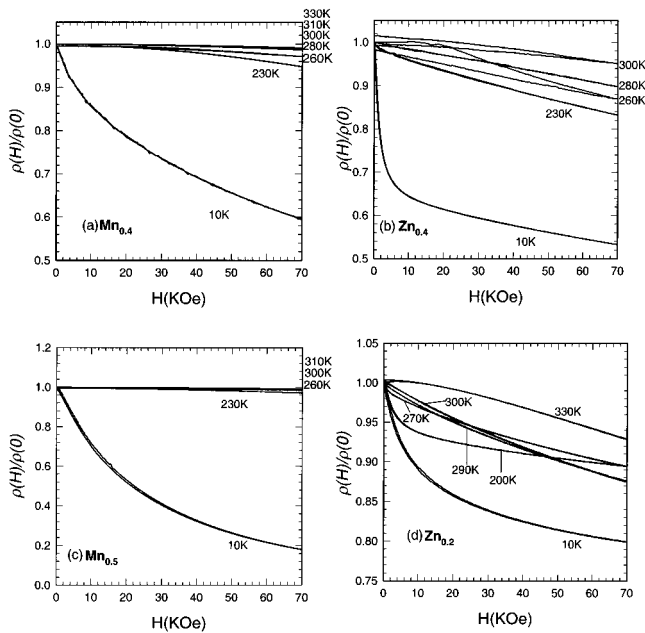 330K
310K
300K
280K
260K
230K
10K
(a) Mn0.4
ρ(H)/ρ(0)
1.0
0.9
0.8
0.7
0.6
0.5
0 10 20 30 40 50 60 70
H(KOe)
300K
280K
260K
230K
10K
(b) Zn0.4
ρ(H)/ρ(0)
1.0
0.9
0.8
0.7
0.6
0.5
0 10 20 30 40 50 60 70
H(KOe)
310K
300K
260K
230K
10K
(c) Mn0.5
ρ(H)/ρ(0)
1.2
1.0
0.8
0.6
0.4
0.2
0.0
0 10 20 30 40 50 60 70
H(KOe)
330K
300K
270K
290K
200K
10K
(d) Zn0.2
ρ(H)/ρ(0)
1.05
1.00
0.95
0.90
0.85
0.80
0.75
0 10 20 30 40 50 60 70
H(KOe)